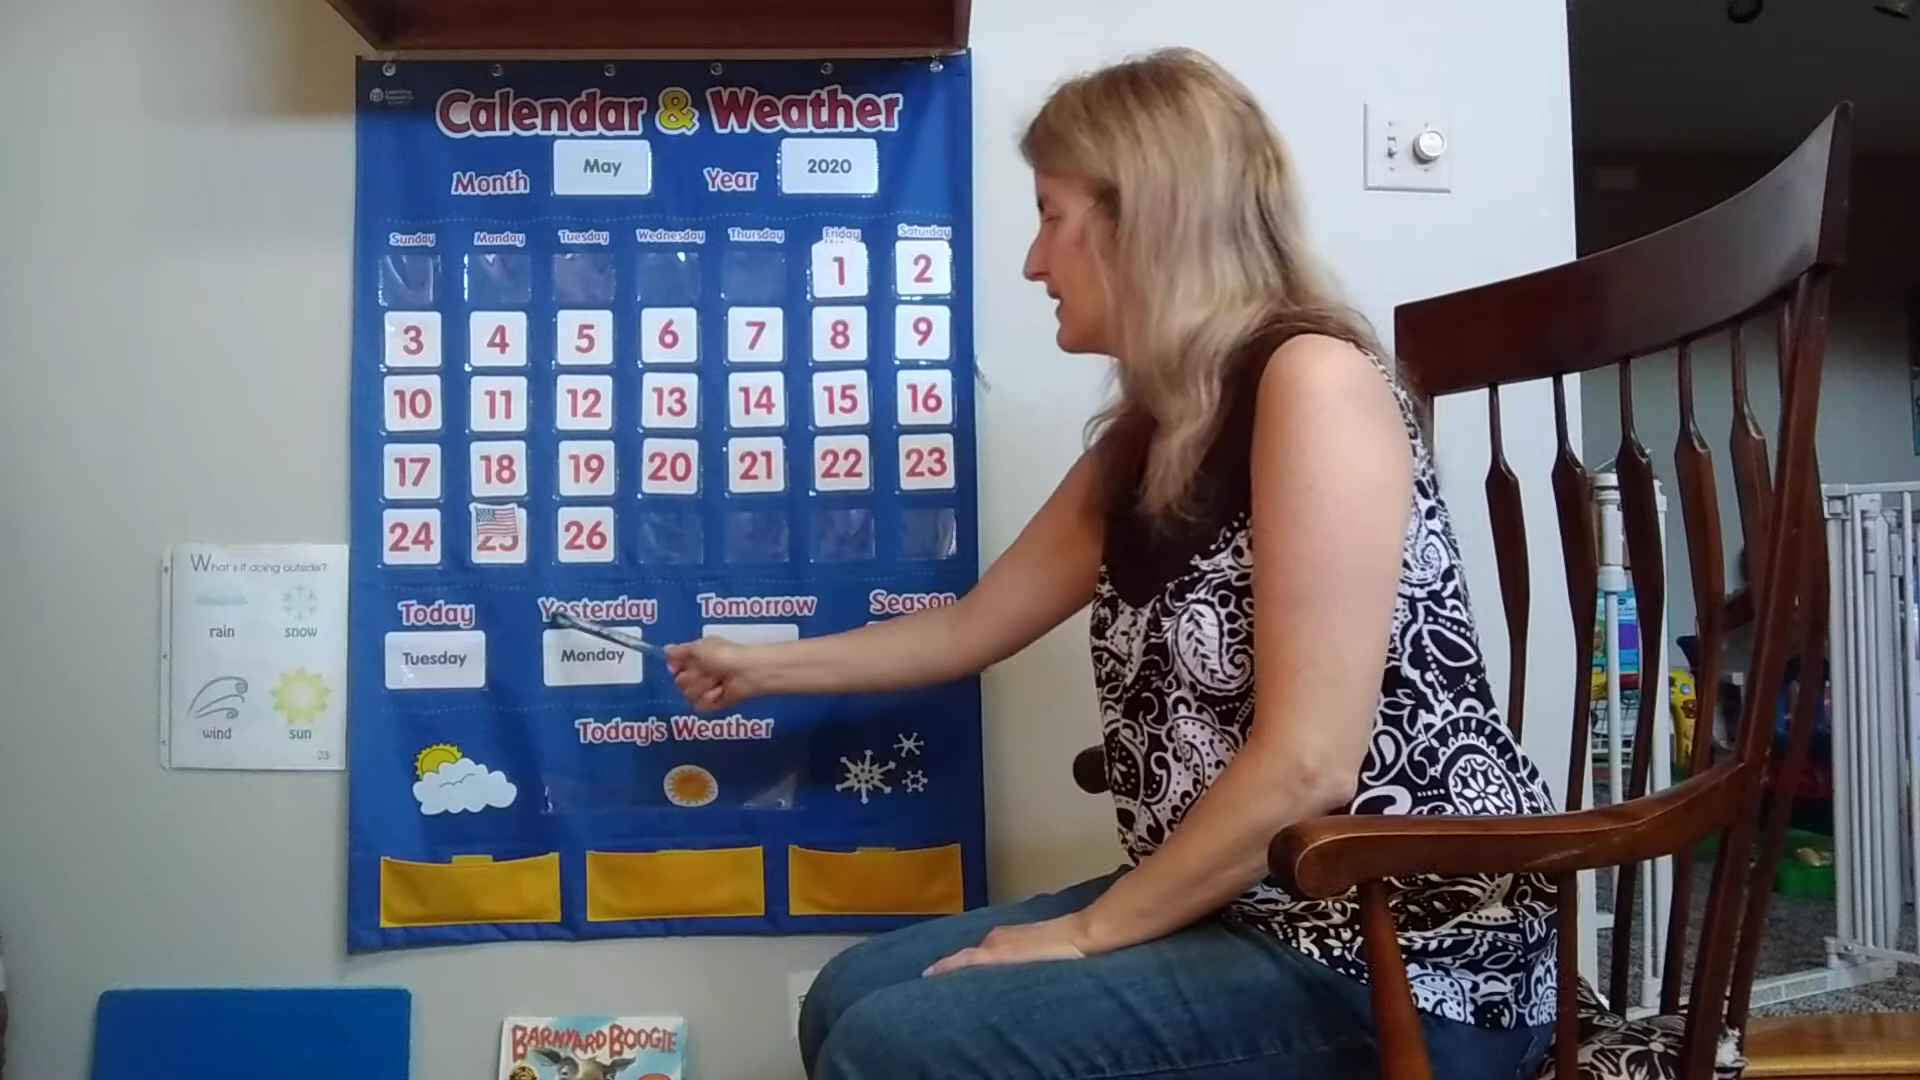 Calendar & Weather
Month May Year 2020
Sunday Monday Tuesday Wednesday Thursday Friday Saturday
1 2
3 4 5 6 7 8 9
10 11 12 13 14 15 16
17 18 19 20 21 22 23
24 25 26
Today Yesterday Tomorrow Season
Tuesday Monday
Today's Weather
What's it doing outside?
rain snow
wind sun
23
BARNYARD BOOGIE